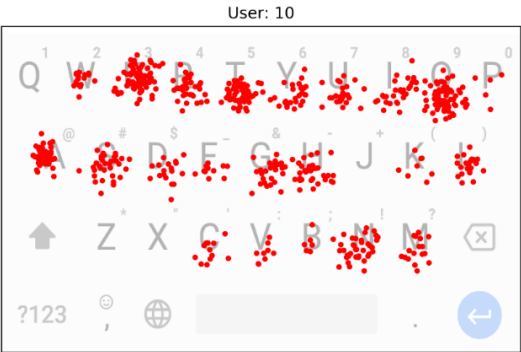 User: 10
1 2 3 4 5 6 7 8 9 0
Q W E R T Y U I O P
@ # $ _ & - + ( )
A S D F G H J K L
* " ' : ; ! ?
Z X C V B N M
?123 , .